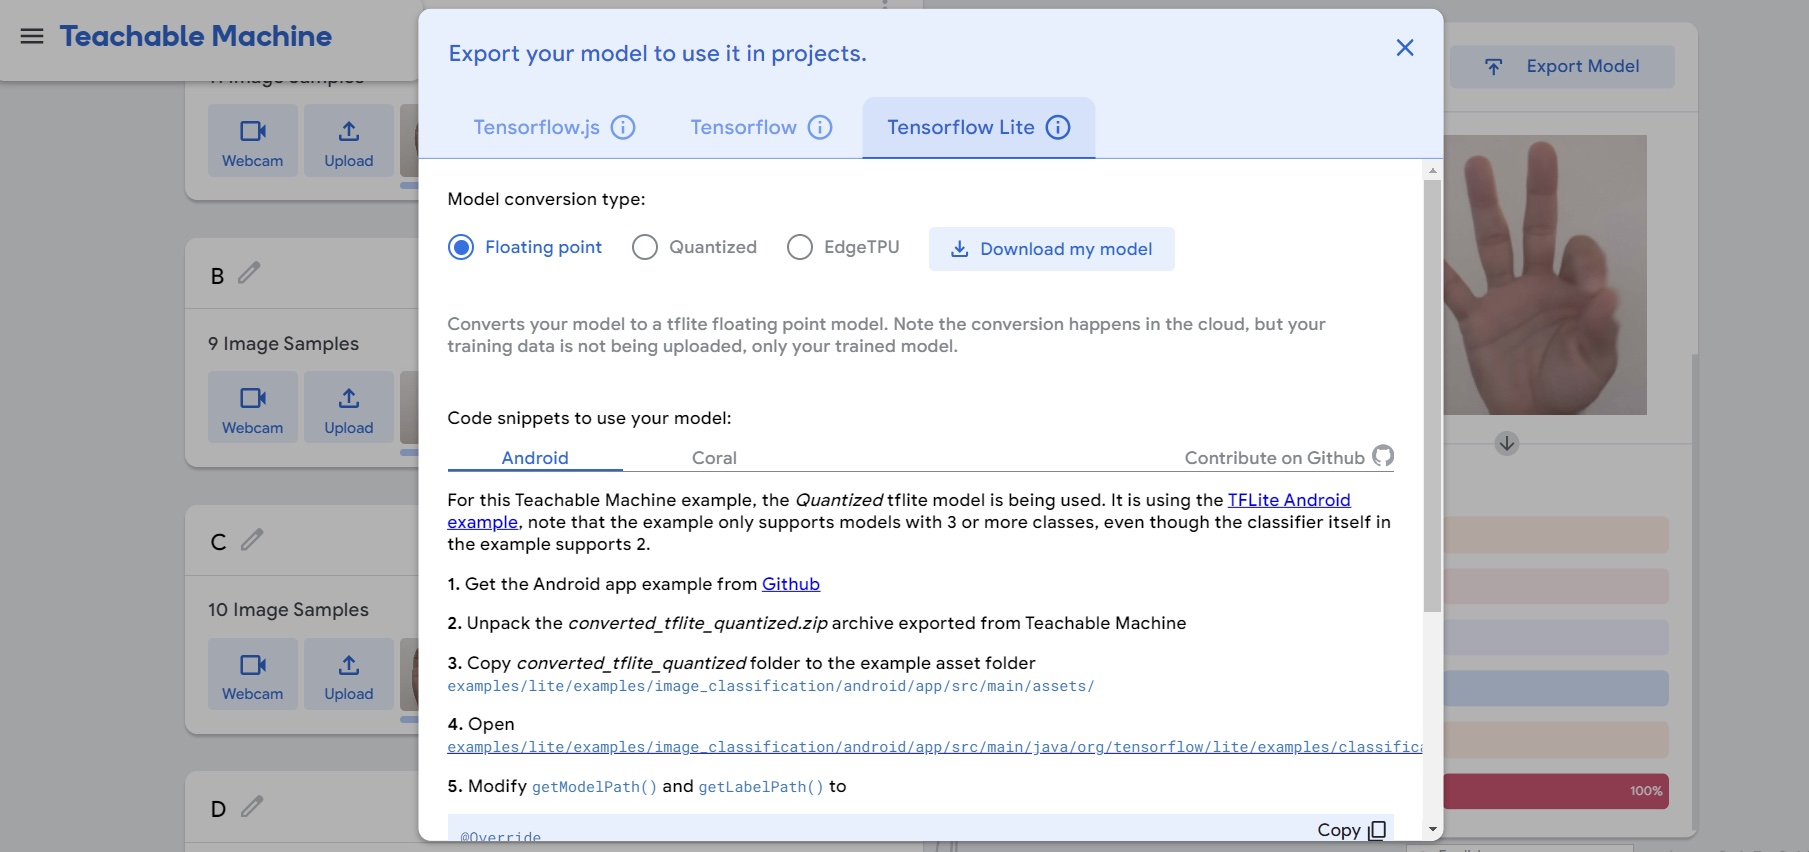 Teachable Machine
Export your model to use it in projects.
Export Model
Tensorflow.js
Tensorflow
Tensorflow Lite
Image Samples
Webcam
Upload
Model conversion type:
Floating point
Quantized
EdgeTPU
Download my model
Converts your model to a tflite floating point model. Note the conversion happens in the cloud, but your
training data is not being uploaded, only your trained model.
B
9 Image Samples
Webcam
Upload
Code snippets to use your model:
Android
Coral
Contribute on Github
For this Teachable Machine example, the Quantized tflite model is being used. It is using the TFLite Android
example, note that the example only supports models with 3 or more classes, even though the classifier itself in
the example supports 2.
C
10 Image Samples
Webcam
Upload
1. Get the Android app example from Github
2. Unpack the converted_tflite_quantized.zip archive exported from Teachable Machine
3. Copy converted_tflite_quantized folder to the example asset folder
examples/lite/examples/image_classification/android/app/src/main/assets/
4. Open
examples/lite/examples/image_classification/android/app/src/main/java/org/tensorflow/lite/examples/classifica
5. Modify getModelPath() and getLabelPath() to
@Override
Copy
D
100%